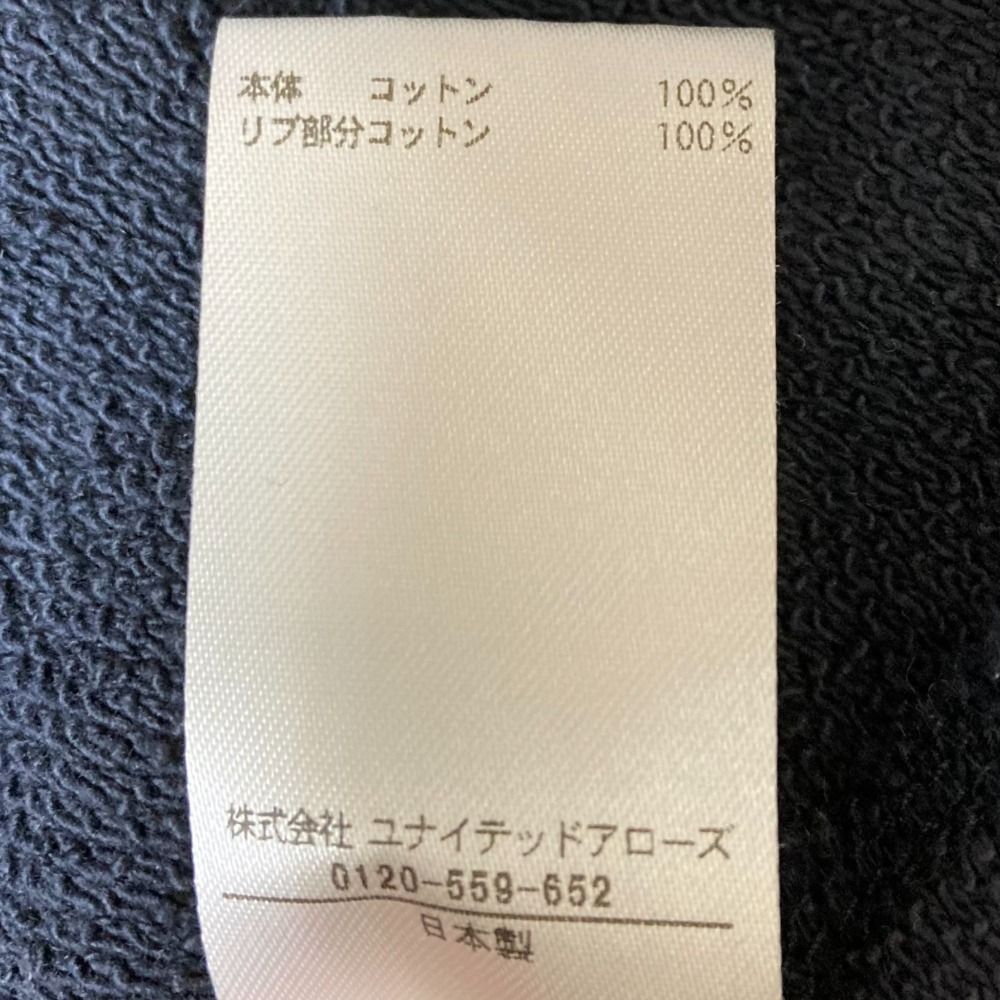 本体　コットン　100%
リブ部分コットン　100%
株式会社 ユナイテッドアローズ
0120-559-652
日本製